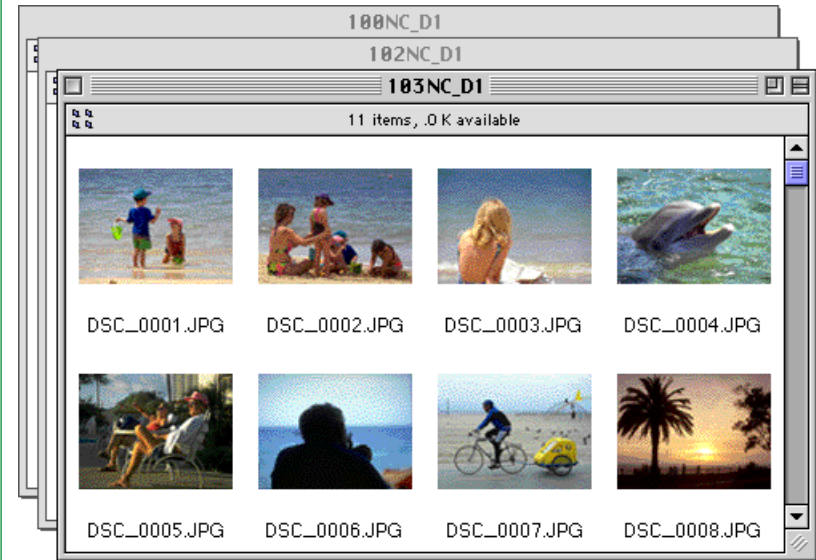 100NC_D1
102NC_D1
103NC_D1
11 items, .0 K available
DSC_0001.JPG DSC_0002.JPG DSC_0003.JPG DSC_0004.JPG
DSC_0005.JPG DSC_0006.JPG DSC_0007.JPG DSC_0008.JPG